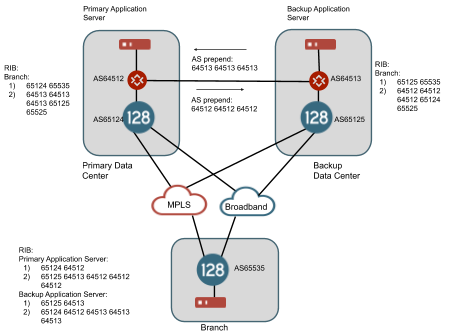 Primary Application
Server
Backup Application
Server
AS prepend:
64513 64513 64513
RIB:
Branch:
1) 65124 65535
2) 64513 64513
64513 65125
65525
AS64512
AS64513
RIB:
Branch:
1) 65125 65535
2) 64512 64512
64512 65124
65525
AS prepend:
64512 64512 64512
AS65124
128
128
AS65125
Primary Data
Center
Backup
Data Center
MPLS
Broadband
RIB:
Primary Application Server:
1) 65124 64512
2) 65125 64513 64512 64512
64512
Backup Application Server:
1) 65125 64513
2) 65124 64512 64513 64513
64513
128
AS65535
Branch